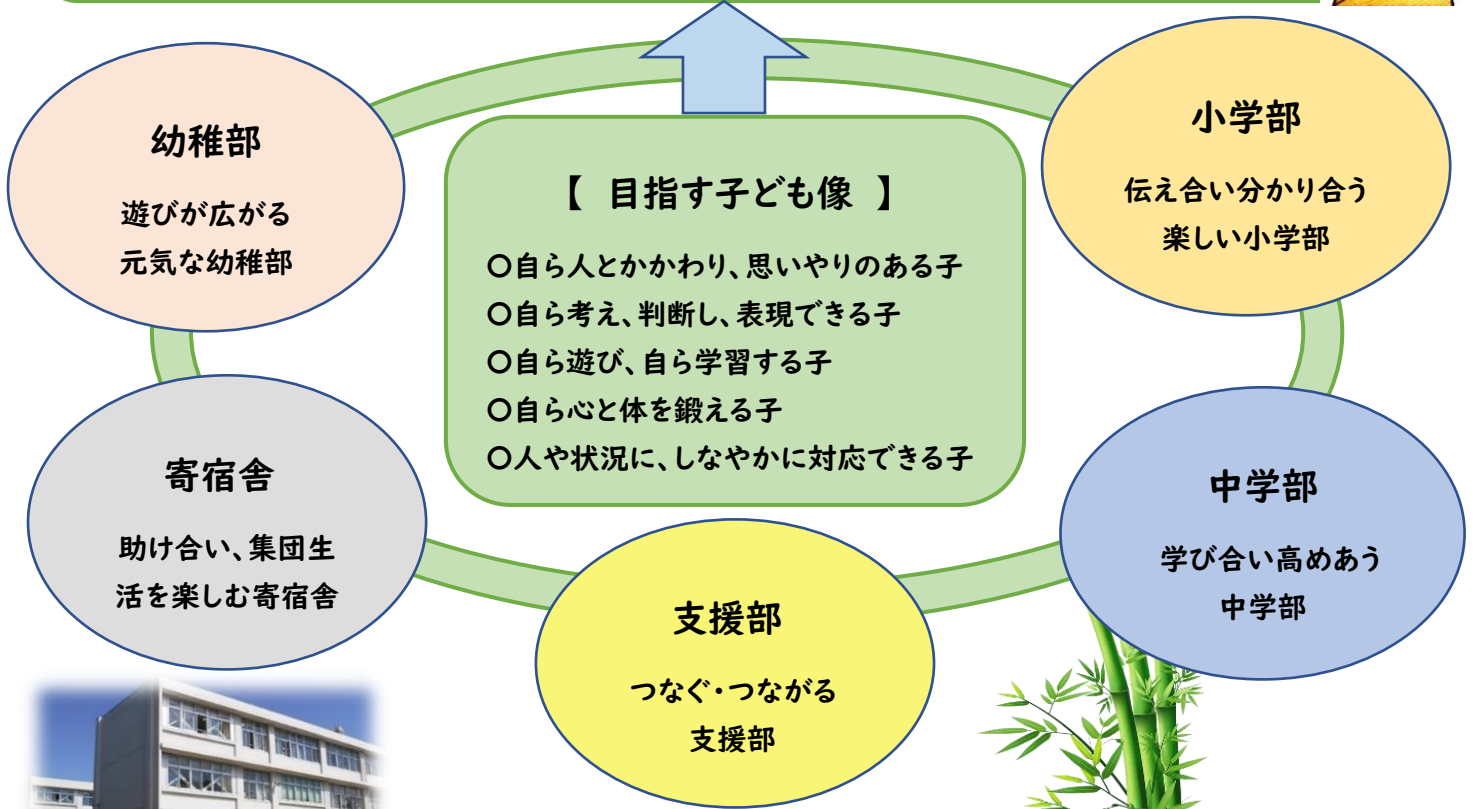 幼稚部
遊びが広がる
元気な幼稚部
小学部
伝え合い分かり合う
楽しい小学部
【 目指す子ども像 】
〇自ら人とかかわり、思いやりのある子
〇自ら考え、判断し、表現できる子
〇自ら遊び、自ら学習する子
〇自ら心と体を鍛える子
〇人や状況に、しなやかに対応できる子
寄宿舎
助け合い、集団生
活を楽しむ寄宿舎
中学部
学び合い高めあう
中学部
支援部
つなぐ・つながる
支援部